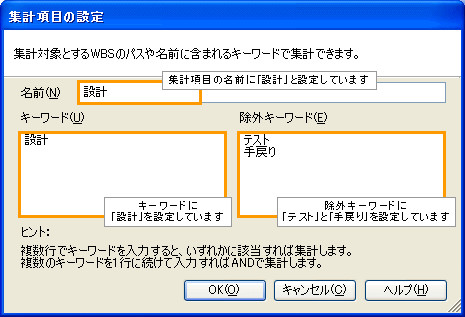 集計項目の設定
集計対象とするWBSのパスや名前に含まれるキーワードで集計できます。
集計項目の名前に「設計」と設定しています
名前(N)
設計
キーワード(U)
除外キーワード(E)
設計
テスト
手戻り
キーワードに
「設計」を設定しています
除外キーワードに
「テスト」と「手戻り」を設定しています
ヒント:
複数行でキーワードを入力すると、いずれかに該当すれば集計します。
複数のキーワードを1行に続けて入力すればANDで集計します。
OK(O)
キャンセル(C)
ヘルプ(H)